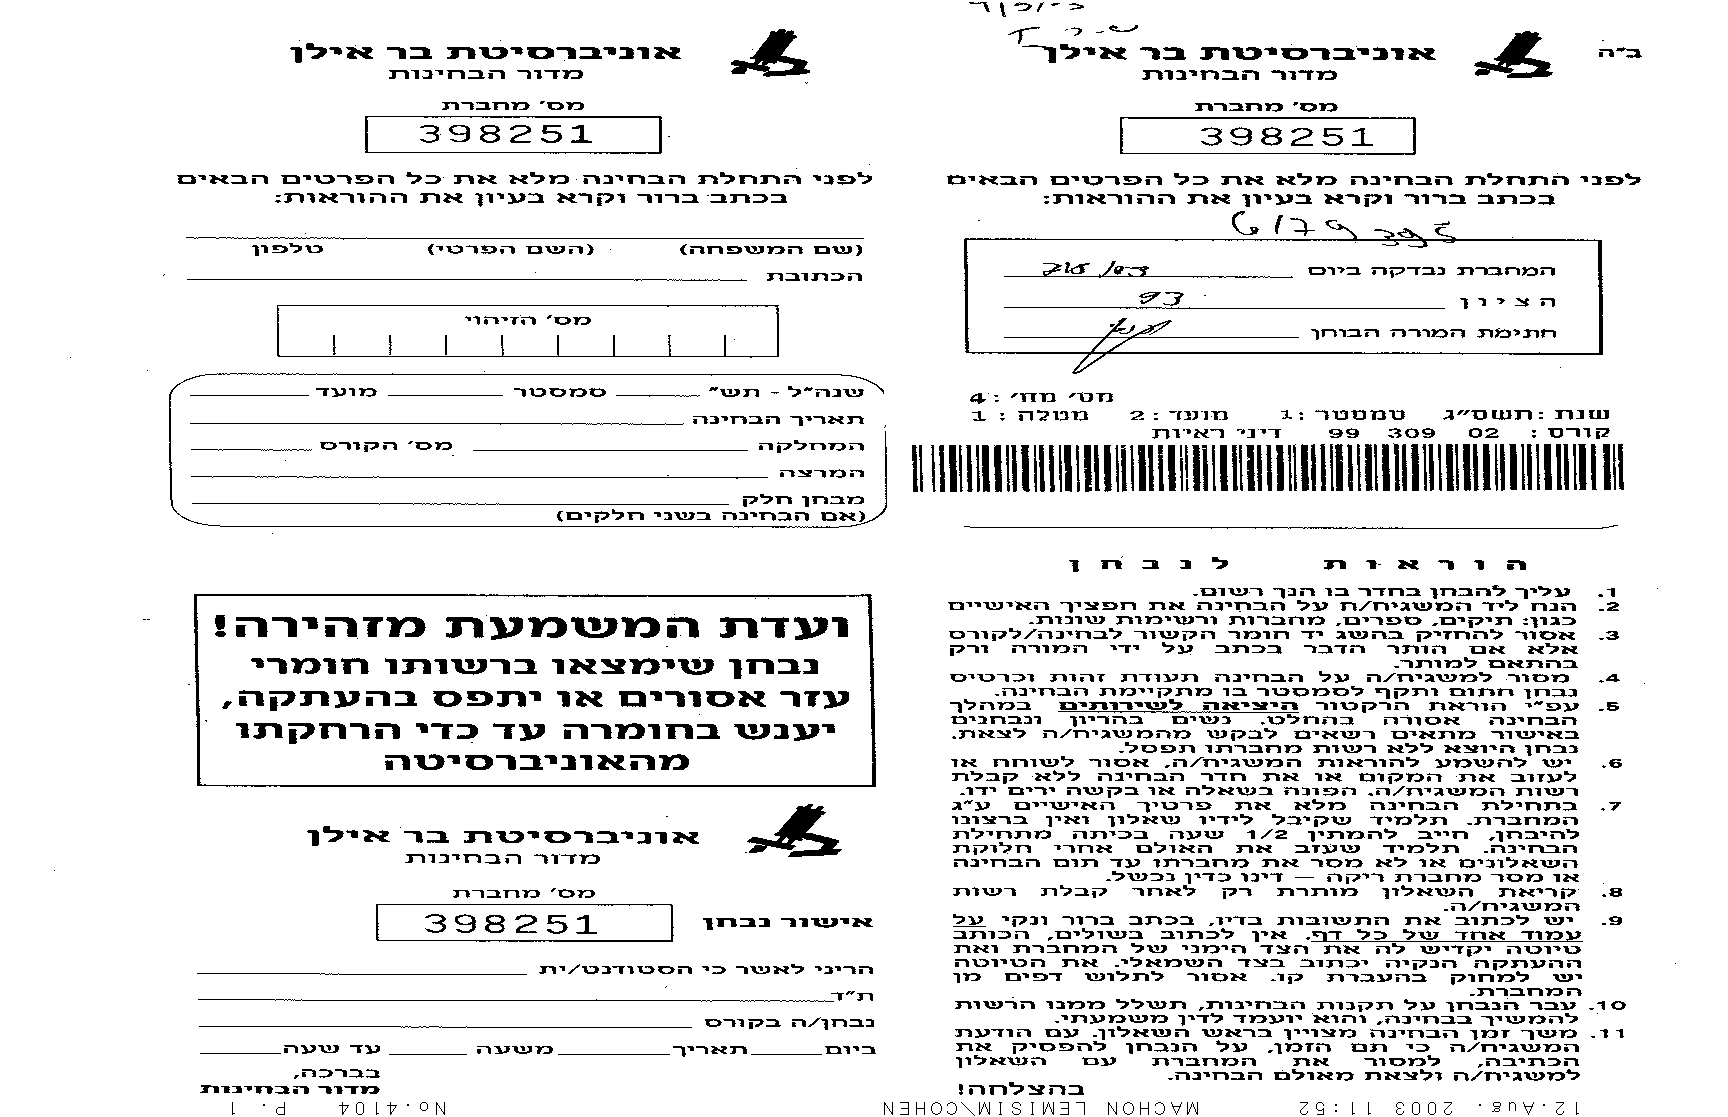 ב״ה
אוניברסיטת בר אילן
מדור הבחינות
מס׳ מחברת
398251
לפני התחלת הבחינה מלא את כל הפרטים הבאים
בכתב ברור וקרא בעיון את ההוראות:
6179395
המחברת נבדקה ביום
הציון 93
חתימת המורה הבוחן
מס׳ מח׳: 4
שנת: תשס״ג סמסטר: 1 מועד: 2 מטלה: 1
קורס: 02 309 99 דיני ראיות
הוראות לנבחן
1. עליך להבחן בחדר בו הנך רשום.
2. הנח ליד המשגיח/ה על הבחינה את חפציך האישיים
כגון: תיקים, ספרים, מחברות ורשימות שונות.
3. אסור להחזיק בהשג יד חומר הקשור לבחינה/לקורס
אלא אם הותר הדבר בכתב על ידי המורה ורק
בהתאם למותר.
4. מסור למשגיח/ה על הבחינה תעודת זהות וכרטיס
נבחן חתום ותקף לסמסטר בו מתקיימת הבחינה.
5. עפ״י הוראת הרקטור היציאה לשירותים במהלך
הבחינה אסורה בהחלט. נשים בהריון ונבחנים
באישור מתאים רשאים לבקש מהמשגיח/ה לצאת.
נבחן היוצא ללא רשות מחברתו תפסל.
6. יש להשמע להוראות המשגיח/ה, אסור לשוחח או
לעזוב את המקום או את חדר הבחינה ללא קבלת
רשות המשגיח/ה. הפונה בשאלה או בקשה ירים ידו.
7. בתחילת הבחינה מלא את פרטיך האישיים ע״ג
המחברת. תלמיד שקיבל לידיו שאלון ואין ברצונו
להיבחן, חייב להמתין 1/2 שעה בכיתה מתחילת
הבחינה. תלמיד שעזב את האולם אחרי חלוקת
השאלונים או לא מסר את מחברתו עד תום הבחינה
או מסר מחברת ריקה – דינו כדין נכשל.
8. קריאת השאלון מותרת רק לאחר קבלת רשות
המשגיח/ה.
9. יש לכתוב את התשובות בדיו, בכתב ברור ונקי על
עמוד אחד של כל דף, אין לכתוב בשולים, הכותב
טיוטה יקדיש לה את הצד הימני של המחברת ואת
ההעתקה הנקיה יכתוב בצד השמאלי. את הטיוטה
יש למחוק בהעברת קו. אסור לתלוש דפים מן
המחברת.
10. עבר הנבחן על תקנות הבחינות, תשלל ממנו הרשות
להמשיך בבחינה, והוא יועמד לדין משמעתי.
11. משך זמן הבחינה מצויין בראש השאלון. עם הודעת
המשגיח/ה כי תם הזמן, על הנבחן להפסיק את
הכתיבה, למסור את המחברת עם השאלון
למשגיח/ה ולצאת מאולם הבחינה.
בהצלחה!
אוניברסיטת בר אילן
מדור הבחינות
מס׳ מחברת
398251
לפני התחלת הבחינה מלא את כל הפרטים הבאים
בכתב ברור וקרא בעיון את ההוראות:
(שם המשפחה) (השם הפרטי) טלפון
הכתובת
מס׳ הזיהוי
שנה״ל - תש״ סמסטר מועד
תאריך הבחינה
המחלקה מס׳ הקורס
המרצה
מבחן חלק
(אם הבחינה בשני חלקים)
ועדת המשמעת מזהירה!
נבחן שימצאו ברשותו חומרי
עזר אסורים או יתפס בהעתקה,
יענש בחומרה עד כדי הרחקתו
מהאוניברסיטה
אוניברסיטת בר אילן
מדור הבחינות
מס׳ מחברת
אישור נבחן 398251
הריני לאשר כי הסטודנט/ית
ת״ד
נבחן/ה בקורס
ביום תאריך משעה עד שעה
בברכה,
מדור הבחינות
12.Aug. 2003 11:52 MACHON LEMISIM\COHEN No.4104 P. 1